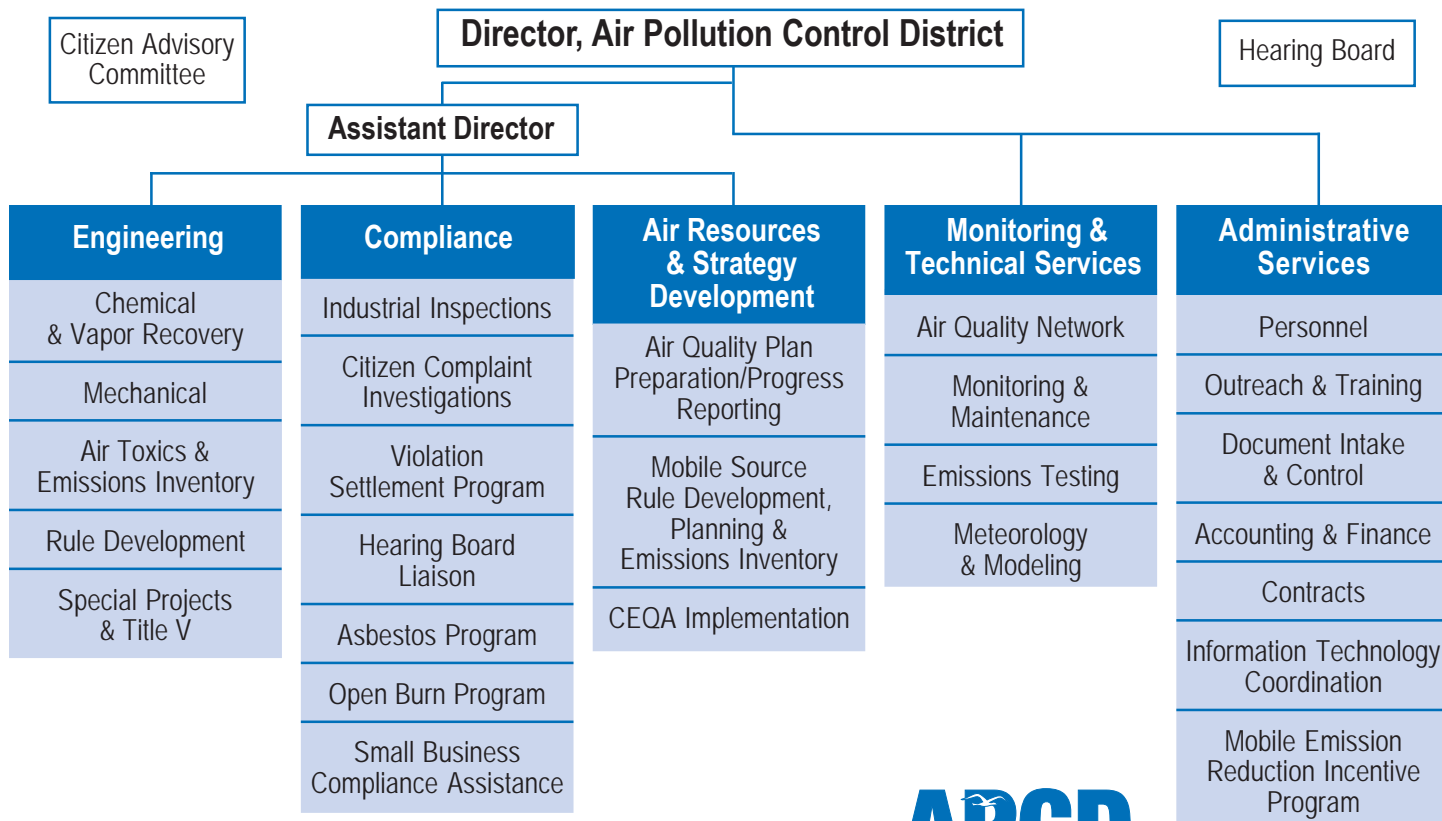 Citizen Advisory
Committee
Director, Air Pollution Control District
Hearing Board
Assistant Director
Engineering
Chemical
& Vapor Recovery
Mechanical
Air Toxics &
Emissions Inventory
Rule Development
Special Projects
& Title V
Compliance
Industrial Inspections
Citizen Complaint
Investigations
Violation
Settlement Program
Hearing Board
Liaison
Asbestos Program
Open Burn Program
Small Business
Compliance Assistance
Air Resources
& Strategy
Development
Air Quality Plan
Preparation/Progress
Reporting
Mobile Source
Rule Development,
Planning &
Emissions Inventory
CEQA Implementation
Monitoring &
Technical Services
Air Quality Network
Monitoring &
Maintenance
Emissions Testing
Meteorology
& Modeling
Administrative
Services
Personnel
Outreach & Training
Document Intake
& Control
Accounting & Finance
Contracts
Information Technology
Coordination
Mobile Emission
Reduction Incentive
Program
APCD